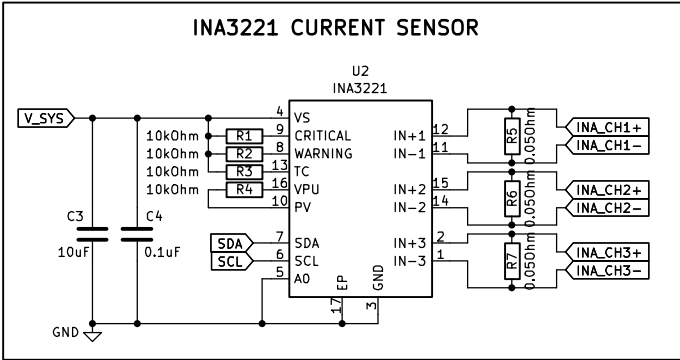 INA3221 CURRENT SENSOR
U2
INA3221
V_SYS
4 VS
10kOhm R1 9 CRITICAL
10kOhm R2 8 WARNING
10kOhm R3 13 TC
10kOhm R4 16 VPU
10 PV
SDA 7 SDA
SCL 6 SCL
5 A0
17 EP
3 GND
IN+1 12
IN-1 11
IN+2 15
IN-2 14
IN+3 2
IN-3 1
R5 0.05Ohm
R6 0.05Ohm
R7 0.05Ohm
INA_CH1+
INA_CH1-
INA_CH2+
INA_CH2-
INA_CH3+
INA_CH3-
C3
10uF
C4
0.1uF
GND